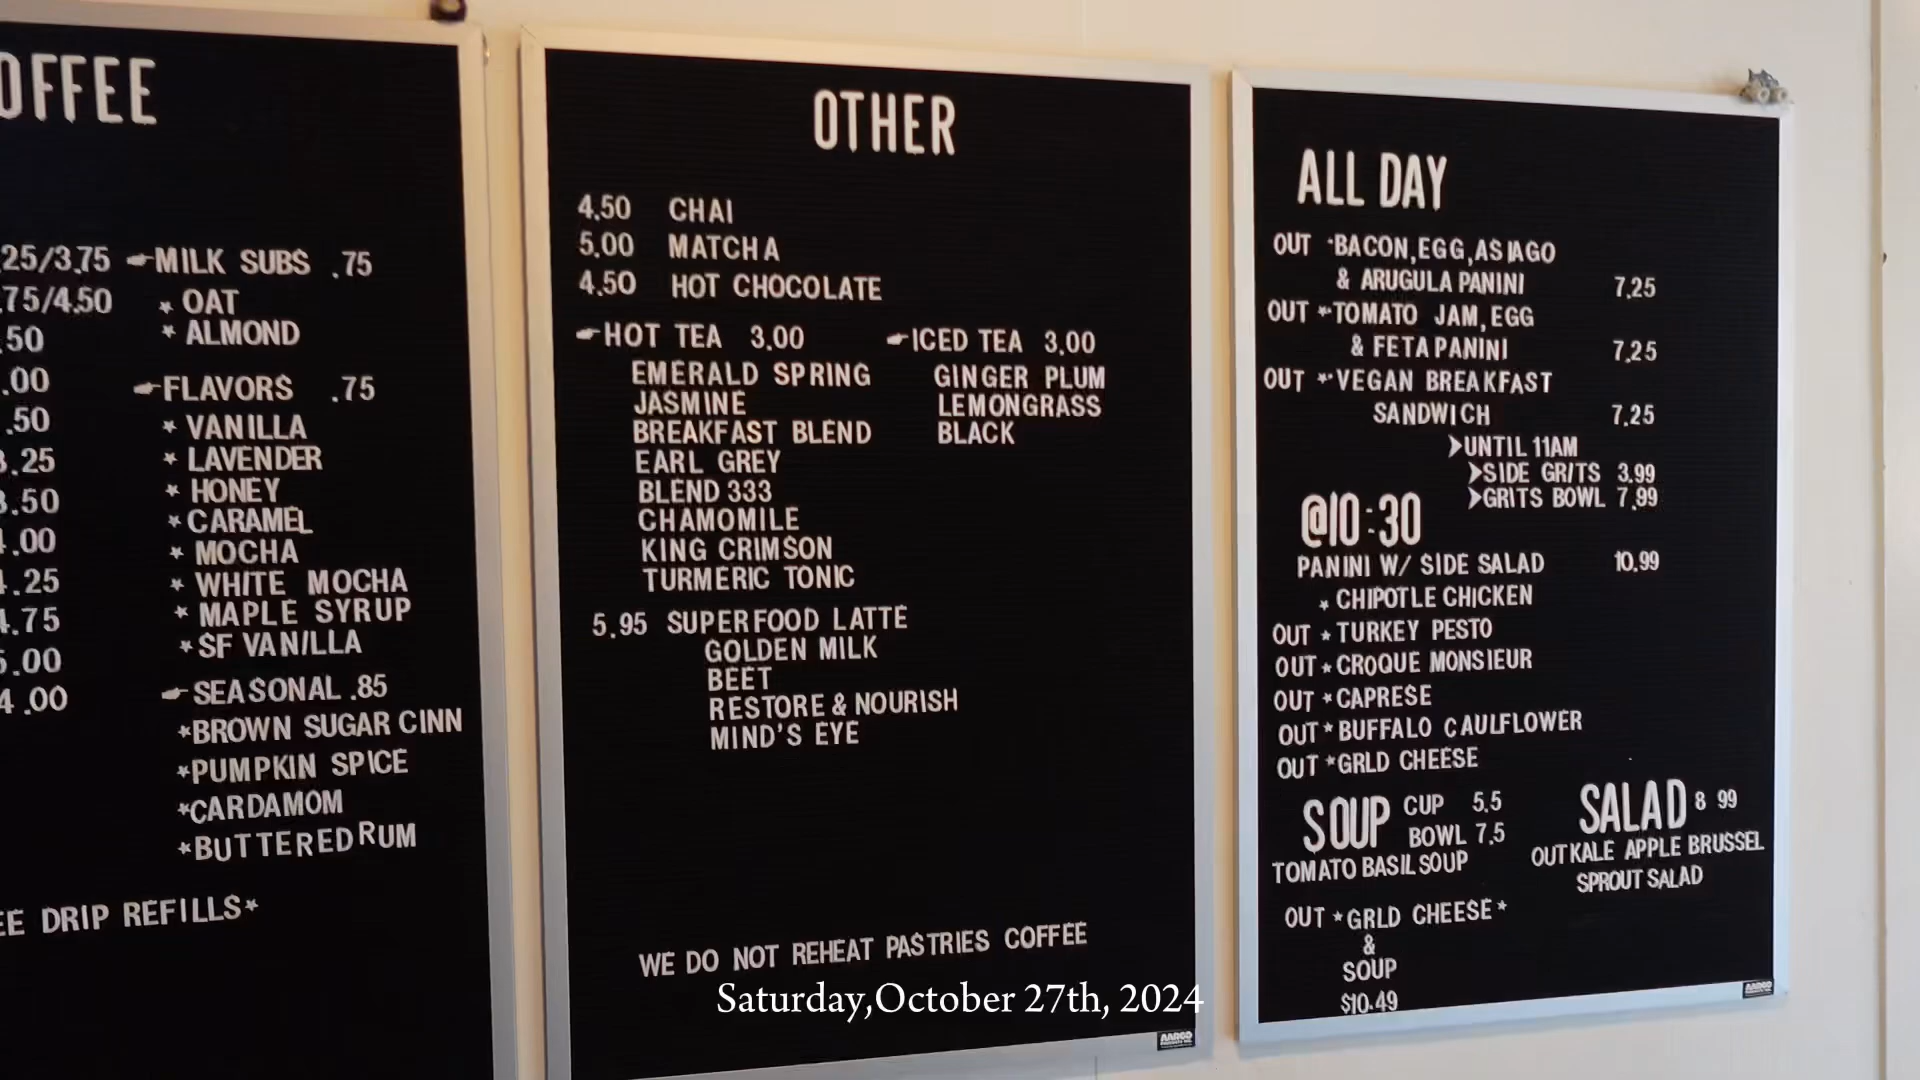 OFFEE
.25/3.75
.75/4.50
.50
.00
.50
.25
.50
.00
.25
.75
.00
4.00
MILK SUBS .75
* OAT
* ALMOND
FLAVORS .75
* VANILLA
* LAVENDER
* HONEY
* CARAMEL
* MOCHA
* WHITE MOCHA
* MAPLE SYRUP
* SF VANILLA
SEASONAL .85
*BROWN SUGAR CINN
*PUMPKIN SPICE
*CARDAMOM
*BUTTERED RUM
EE DRIP REFILLS*
OTHER
4.50 CHAI
5.00 MATCHA
4.50 HOT CHOCOLATE
HOT TEA 3.00
EMERALD SPRING
JASMINE
BREAKFAST BLEND
EARL GREY
BLEND 333
CHAMOMILE
KING CRIMSON
TURMERIC TONIC
ICED TEA 3.00
GINGER PLUM
LEMONGRASS
BLACK
5.95 SUPERFOOD LATTE
GOLDEN MILK
BEET
RESTORE & NOURISH
MIND'S EYE
WE DO NOT REHEAT PASTRIES COFFEE
AARCO
ALL DAY
OUT *BACON, EGG, ASIAGO
& ARUGULA PANINI 7.25
OUT *TOMATO JAM, EGG
& FETA PANINI 7.25
OUT *VEGAN BREAKFAST
SANDWICH 7.25
➤UNTIL 11AM
➤SIDE GRITS 3.99
➤GRITS BOWL 7.99
@10:30
PANINI W/ SIDE SALAD 10.99
* CHIPOTLE CHICKEN
OUT * TURKEY PESTO
OUT * CROQUE MONSIEUR
OUT * CAPRESE
OUT * BUFFALO CAULFLOWER
OUT *GRLD CHEESE
SOUP CUP 5.5
BOWL 7.5
TOMATO BASIL SOUP
OUT *GRLD CHEESE*
&
SOUP
$10.49
SALAD 8 99
OUT KALE APPLE BRUSSEL
SPROUT SALAD
AARCO
Saturday,October 27th, 2024